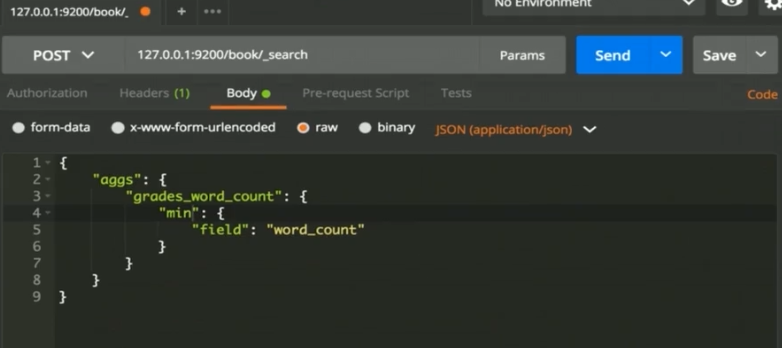 127.0.0.1:9200/book/_
+ •••
No Environment
POST 127.0.0.1:9200/book/_search Params Send Save
Authorization Headers (1) Body Pre-request Script Tests Code
form-data x-www-form-urlencoded raw binary JSON (application/json)
1 {
2 "aggs": {
3 "grades_word_count": {
4 "min": {
5 "field": "word_count"
6 }
7 }
8 }
9 }